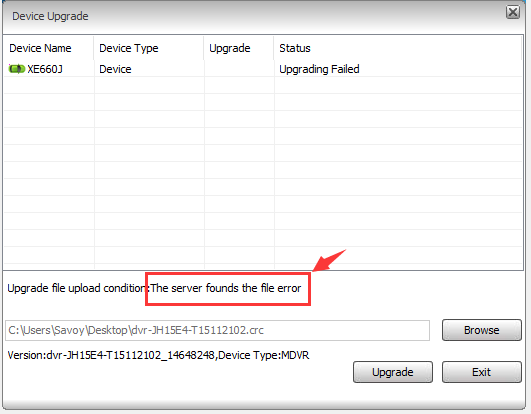 Device Upgrade
Device Name Device Type Upgrade Status
XE660J Device Upgrading Failed
Upgrade file upload condition:The server founds the file error
C:\Users\Savoy\Desktop\dvr-JH15E4-T15112102.crc Browse
Version:dvr-JH15E4-T15112102_14648248,Device Type:MDVR
Upgrade Exit